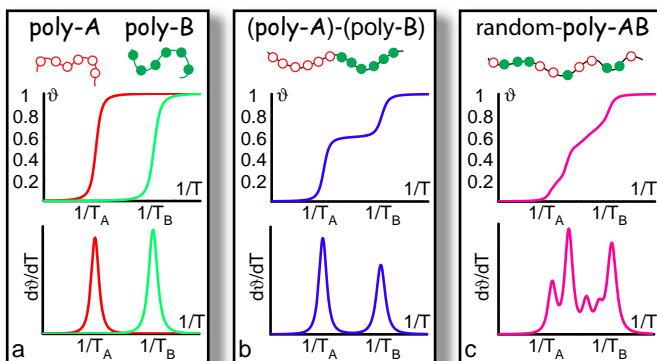 poly-A poly-B
1 ϑ
0.8
0.6
0.4
0.2
1/T
1/T_A 1/T_B
dϑ/dT
1/T
1/T_A 1/T_B
a
(poly-A)-(poly-B)
1 ϑ
0.8
0.6
0.4
0.2
1/T
1/T_A 1/T_B
dϑ/dT
1/T
1/T_A 1/T_B
b
random-poly-AB
1 ϑ
0.8
0.6
0.4
0.2
1/T
1/T_A 1/T_B
dϑ/dT
1/T
1/T_A 1/T_B
c